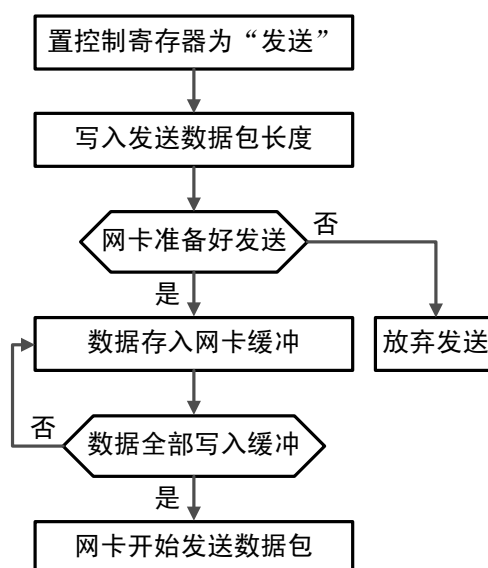 置控制寄存器为“发送”
写入发送数据包长度
网卡准备好发送
否
是
数据存入网卡缓冲
放弃发送
否
数据全部写入缓冲
是
网卡开始发送数据包